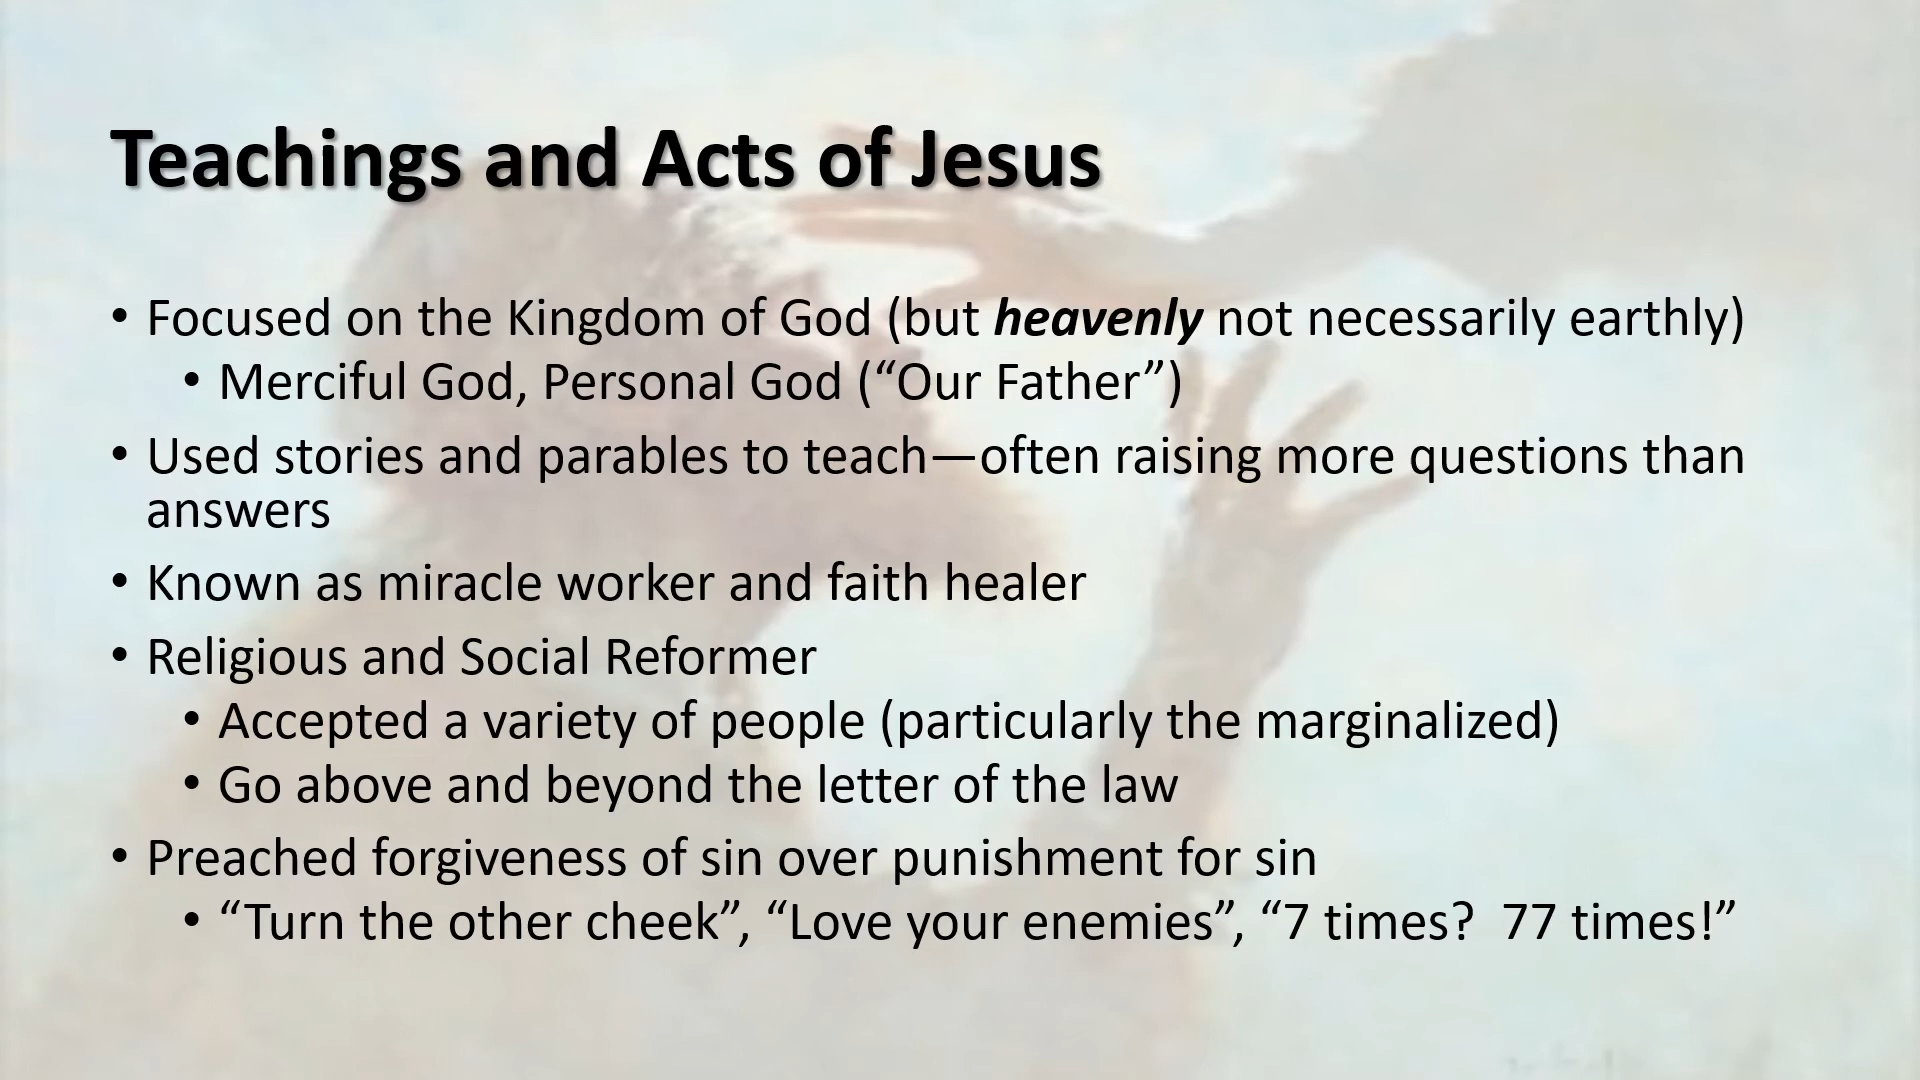 Teachings and Acts of Jesus
• Focused on the Kingdom of God (but heavenly not necessarily earthly)
• Merciful God, Personal God (“Our Father”)
• Used stories and parables to teach—often raising more questions than
answers
• Known as miracle worker and faith healer
• Religious and Social Reformer
• Accepted a variety of people (particularly the marginalized)
• Go above and beyond the letter of the law
• Preached forgiveness of sin over punishment for sin
• “Turn the other cheek”, “Love your enemies”, “7 times?  77 times!”